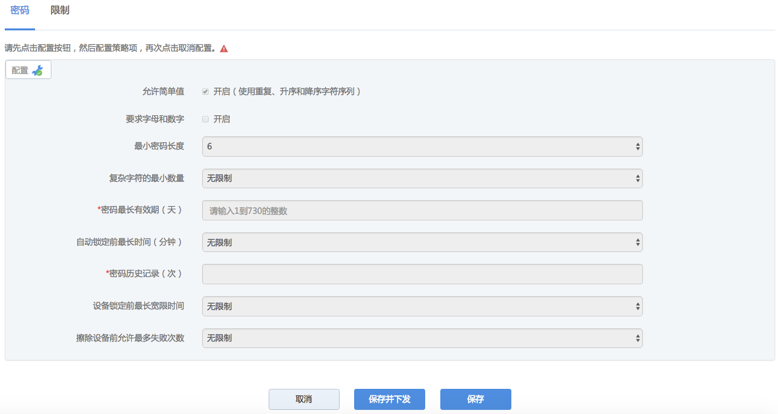 密码 限制
请先点击配置按钮，然后配置策略项，再次点击取消配置。
配置
允许简单值 开启（使用重复、升序和降序字符序列）
要求字母和数字 开启
最小密码长度 6
复杂字符的最小数量 无限制
*密码最长有效期（天） 请输入1到730的整数
自动锁定前最长时间（分钟） 无限制
*密码历史记录（次）
设备锁定前最长宽限时间 无限制
擦除设备前允许最多失败次数 无限制
取消 保存并下发 保存